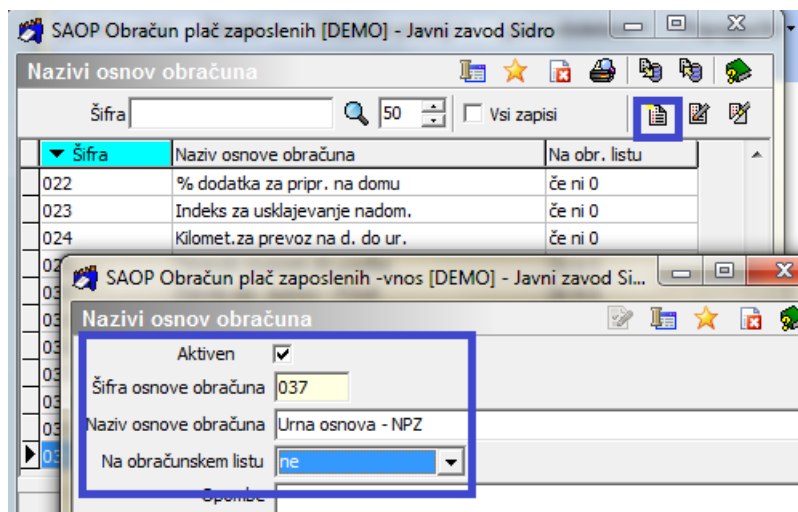 SAOP Obračun plač zaposlenih [DEMO] - Javni zavod Sidro
Nazivi osnov obračuna
Šifra 50 Vsi zapisi
Šifra Naziv osnove obračuna Na obr. listu
022 % dodatka za pripr. na domu če ni 0
023 Indeks za usklajevanje nadom. če ni 0
024 Kilomet.za prevoz na d. do ur. če ni 0
SAOP Obračun plač zaposlenih -vnos [DEMO] - Javni zavod Si...
Nazivi osnov obračuna
Aktiven
Šifra osnove obračuna 037
Naziv osnove obračuna Urna osnova - NPZ
Na obračunskem listu ne
Opombe